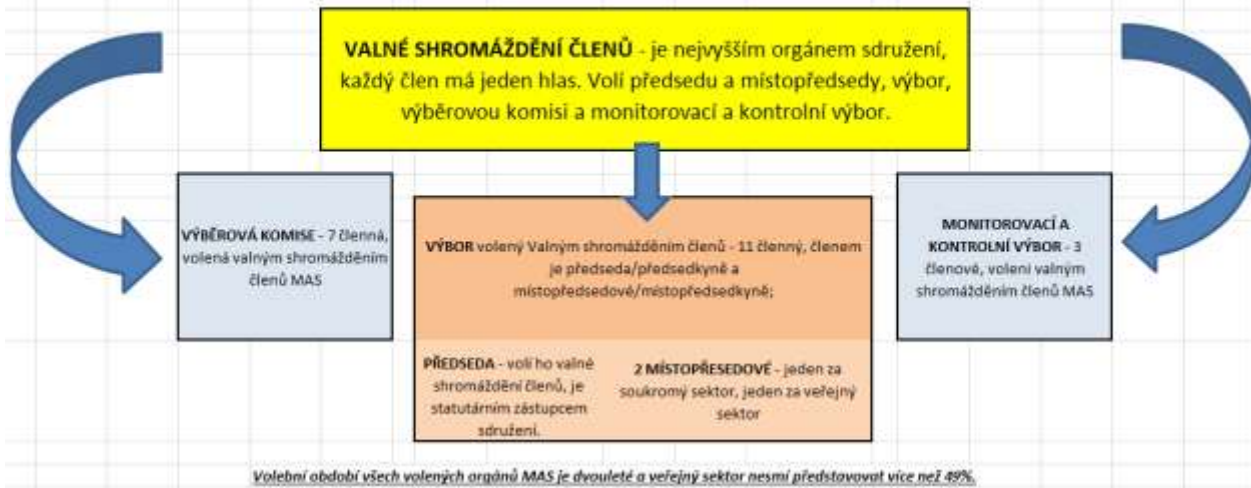 VALNÉ SHROMÁŽDĚNÍ ČLENŮ - je nejvyšším orgánem sdružení,
každý člen má jeden hlas. Volí předsedu a místopředsedy, výbor,
výběrovou komisi a monitorovací a kontrolní výbor.
VÝBĚROVÁ KOMISE - 7 členná,
volená valným shromážděním
členů MAS
VÝBOR volený Valným shromážděním členů - 11 členný, členem
je předseda/předsedkyně a
místopředsedové/místopředsedkyně;
MONITOROVACÍ A
KONTROLNÍ VÝBOR - 3
členové, voleni valným
shromážděním členů MAS
PŘEDSEDA - volí ho valné
shromáždění členů, je
statutárním zástupcem
sdružení.
2 MÍSTOPŘESEDOVÉ - jeden za
soukromý sektor, jeden za veřejný
sektor
Volební období všech volených orgánů MAS je dvouleté a veřejný sektor nesmí představovat více než 49%.